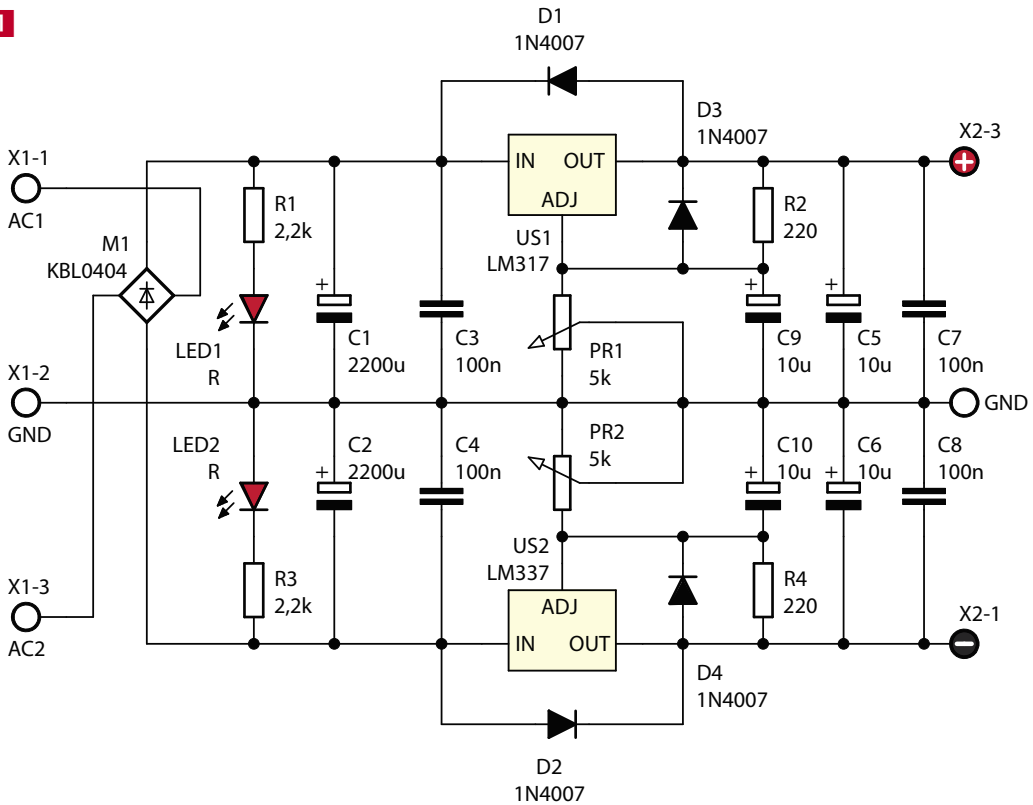 1
D1
1N4007
D3
1N4007
X2-3
X1-1
AC1
IN OUT
ADJ
R1
2,2k
R2
220
M1
KBL0404
US1
LM317
+
+
+
LED1
R
C1
2200u
C3
100n
PR1
5k
C9
10u
C5
10u
C7
100n
X1-2
GND
GND
LED2
R
C2
2200u
C4
100n
PR2
5k
C10
10u
C6
10u
C8
100n
+
+
+
US2
LM337
X1-3
AC2
R3
2,2k
ADJ
IN OUT
R4
220
X2-1
D4
1N4007
D2
1N4007